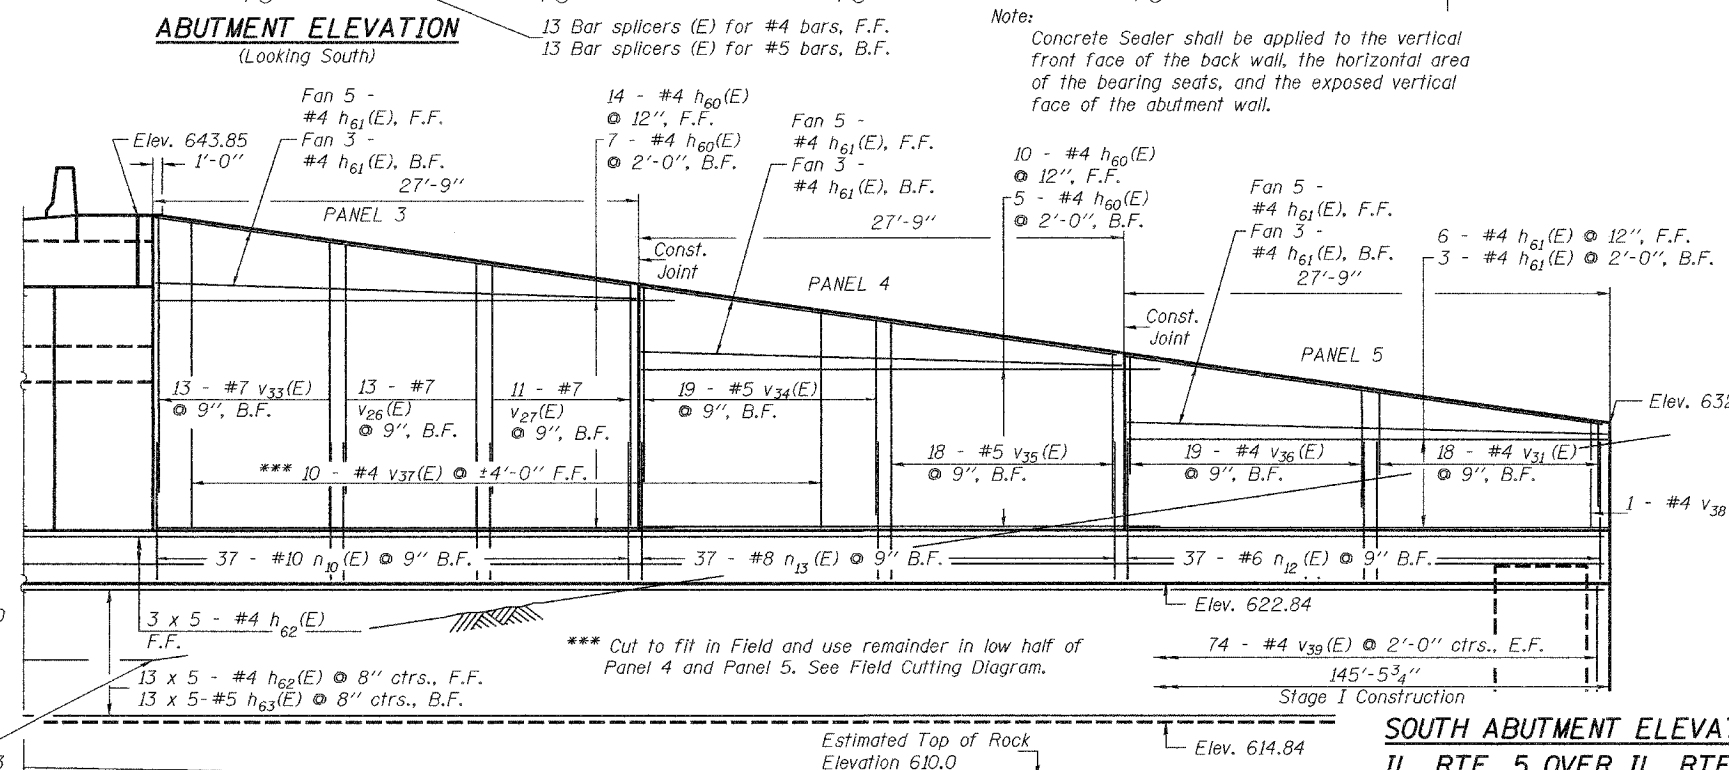 ABUTMENT ELEVATION
(Looking South)
13 Bar splicers (E) for #4 bars, F.F.
13 Bar splicers (E) for #5 bars, B.F.
Note:
Concrete Sealer shall be applied to the vertical
front face of the back wall, the horizontal area
of the bearing seats, and the exposed vertical
face of the abutment wall.
Elev. 643.85
1'-0"
Fan 5 -
#4 h61(E), F.F.
Fan 3 -
#4 h61(E), B.F.
27'-9"
PANEL 3
14 - #4 h60(E)
@ 12", F.F.
7 - #4 h60(E)
@ 2'-0", B.F.
Const.
Joint
Fan 5 -
#4 h61(E), F.F.
Fan 3 -
#4 h61(E), B.F.
27'-9"
PANEL 4
10 - #4 h60(E)
@ 12", F.F.
5 - #4 h60(E)
@ 2'-0", B.F.
Const.
Joint
Fan 5 -
#4 h61(E), F.F.
Fan 3 -
#4 h61(E), B.F.
27'-9"
PANEL 5
6 - #4 h61(E) @ 12", F.F.
3 - #4 h61(E) @ 2'-0", B.F.
13 - #7 v33(E)
@ 9", B.F.
13 - #7
v26(E)
@ 9", B.F.
11 - #7
v27(E)
@ 9", B.F.
19 - #5 v34(E)
@ 9", B.F.
Elev. 632
*** 10 - #4 v37(E) @ ±4'-0" F.F.
18 - #5 v35(E)
@ 9", B.F.
19 - #4 v36(E)
@ 9", B.F.
18 - #4 v31(E)
@ 9", B.F.
1 - #4 v38
37 - #10 n10(E) @ 9" B.F.
37 - #8 n13(E) @ 9" B.F.
37 - #6 n12(E) @ 9" B.F.
Elev. 622.84
3 x 5 - #4 h62(E)
F.F.
*** Cut to fit in Field and use remainder in low half of
Panel 4 and Panel 5. See Field Cutting Diagram.
74 - #4 v39(E) @ 2'-0" ctrs., E.F.
145'-5¾"
Stage I Construction
13 x 5 - #4 h62(E) @ 8" ctrs., F.F.
13 x 5-#5 h63(E) @ 8" ctrs., B.F.
Estimated Top of Rock
Elevation 610.0
Elev. 614.84
SOUTH ABUTMENT ELEVAT
IL. RTE. 5 OVER IL. RTE.